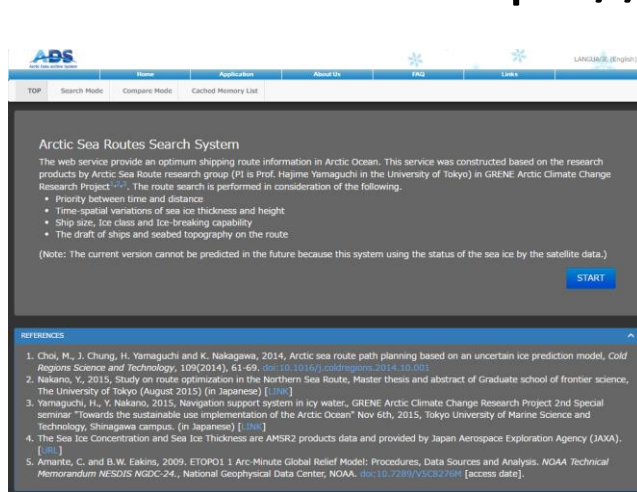 ADS
LANGUAGE (English)
Home Application About Us FAQ Links
TOP Search Mode Compare Mode Cached Memory List
Arctic Sea Routes Search System
The web service provide an optimum shipping route information in Arctic Ocean. This service was constructed based on the research
products by Arctic Sea Route research group (PI is Prof. Hajime Yamaguchi in the University of Tokyo) in GRENE Arctic Climate Change
Research Project1,2,3. The route search is performed in consideration of the following.
• Priority between time and distance
• Time-spatial variations of sea ice thickness and height
• Ship size, Ice class and Ice-breaking capability
• The draft of ships and seabed topography on the route
(Note: The current version cannot be predicted in the future because this system using the status of the sea ice by the satellite data.)
START
REFERENCES
1. Choi, M., J. Chung, H. Yamaguchi and K. Nakagawa, 2014, Arctic sea route path planning based on an uncertain ice prediction model, Cold
Regions Science and Technology, 109(2014), 61-69. doi:10.1016/j.coldregions.2014.10.001
2. Nakano, Y., 2015, Study on route optimization in the Northern Sea Route, Master thesis and abstract of Graduate school of frontier science,
The University of Tokyo (August 2015) (in Japanese) [LINK]
3. Yamaguchi, H., Y. Nakano, 2015, Navigation support system in icy water., GRENE Arctic Climate Change Research Project 2nd Special
seminar "Towards the sustainable use implementation of the Arctic Ocean" Nov 6th, 2015, Tokyo University of Marine Science and
Technology, Shinagawa campus. (in Japanese) [LINK]
4. The Sea Ice Concentration and Sea Ice Thickness are AMSR2 products data and provided by Japan Aerospace Exploration Agency (JAXA).
[URL]
5. Amante, C. and B.W. Eakins, 2009. ETOPO1 1 Arc-Minute Global Relief Model: Procedures, Data Sources and Analysis. NOAA Technical
Memorandum NESDIS NGDC-24., National Geophysical Data Center, NOAA. doi:10.7289/V5C8276M [access date].